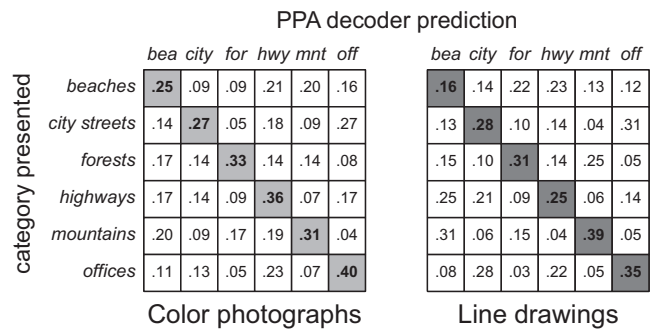 PPA decoder prediction
bea city for hwy mnt off bea city for hwy mnt off
category presented
beaches .25 .09 .09 .21 .20 .16 .16 .14 .22 .23 .13 .12
city streets .14 .27 .05 .18 .09 .27 .13 .28 .10 .14 .04 .31
forests .17 .14 .33 .14 .14 .08 .15 .10 .31 .14 .25 .05
highways .17 .14 .09 .36 .07 .17 .25 .21 .09 .25 .06 .14
mountains .20 .09 .17 .19 .31 .04 .31 .06 .15 .04 .39 .05
offices .11 .13 .05 .23 .07 .40 .08 .28 .03 .22 .05 .35
Color photographs Line drawings